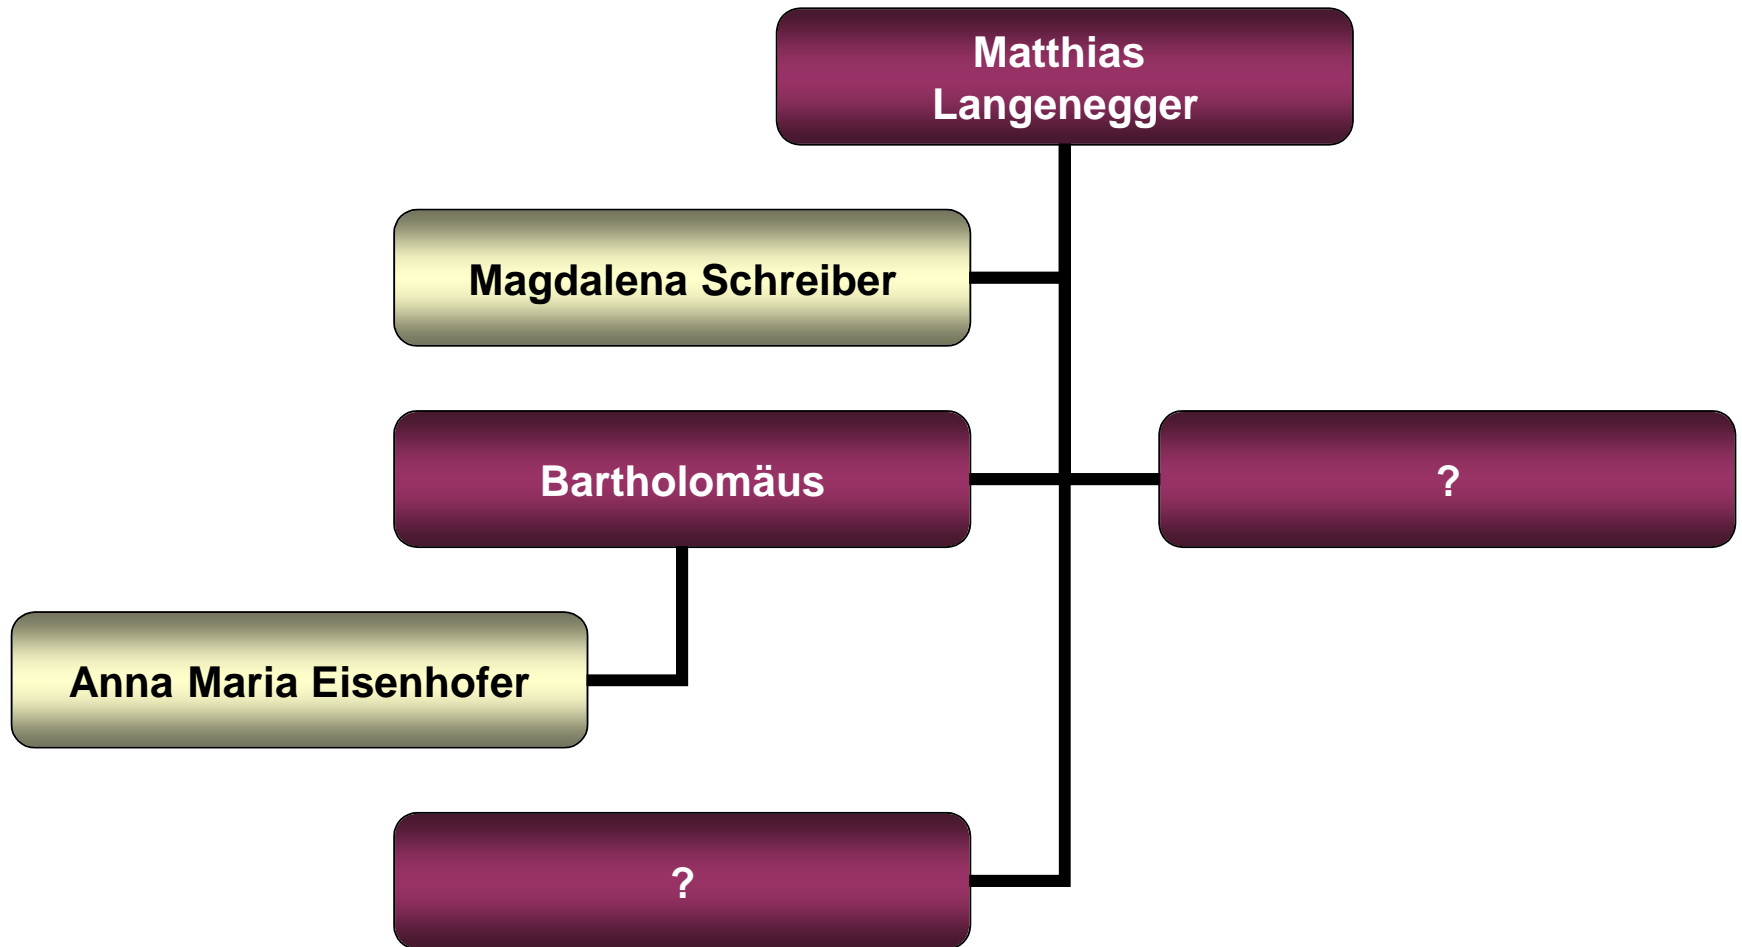 Matthias
Langenegger
Magdalena Schreiber
Bartholomäus
?
Anna Maria Eisenhofer
?